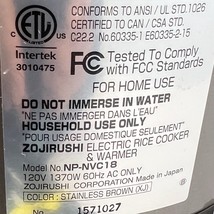 CONFORMS TO ANSI / UL STD.1026
CERTIFIED TO CAN / CSA STD.
C22.2 No.60335-1 E60335-2-15
ETL
Intertek
3010475
FC Tested To Comply
with FCC Standards
FOR HOME USE
DO NOT IMMERSE IN WATER
"NE PAS IMMERGER DANS L'EAU"
HOUSEHOLD USE ONLY
"POUR USAGE DOMESTIQUE SEULEMENT"
ZOJIRUSHI ELECTRIC RICE COOKER
& WARMER
Model No. NP-NVC18
120V 1370W 60Hz AC ONLY
ZOJIRUSHI CORPORATION Made in Japan
COLOR: STAINLESS BROWN (XJ)
1571027